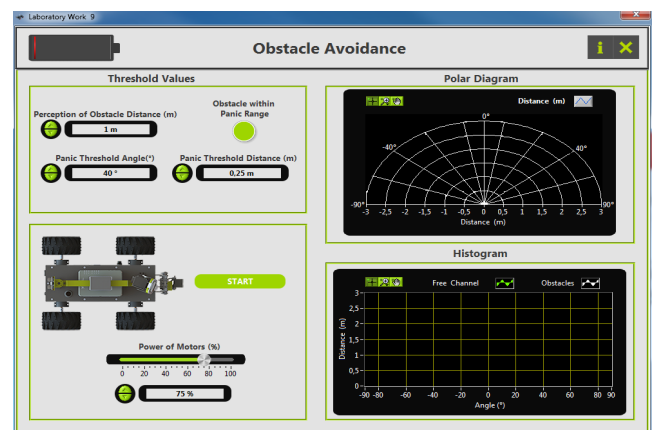 Laboratory Work 9
Obstacle Avoidance
i
Threshold Values
Perception of Obstacle Distance (m)
1 m
Obstacle within
Panic Range
Panic Threshold Angle(°)
40 °
Panic Threshold Distance (m)
0,25 m
START
Power of Motors (%)
0 20 40 60 80 100
75 %
Polar Diagram
Distance (m)
0°
-40° 40°
-90° 90°
-3 -2,5 -2 -1,5 -1 -0,5 0 0,5 1 1,5 2 2,5 3
Distance (m)
Histogram
Free Channel Obstacles
3
2,5
2
1,5
1
0,5
0
Distance (m)
-90 -80 -60 -40 -20 0 20 40 60 80 90
Angle (°)